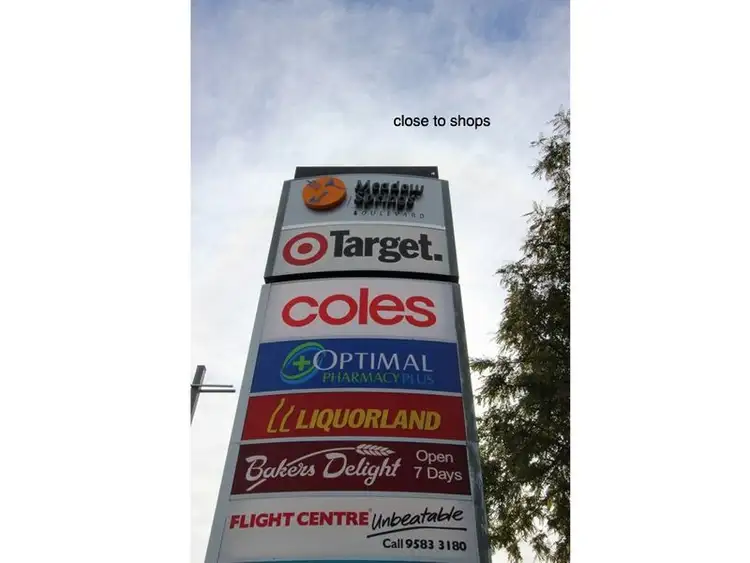 close to shops
Meadow
Springs
BOULEVARD
Target.
coles
OPTIMAL
PHARMACY PLUS
LIQUORLAND
Bakers Delight
Open
7 Days
FLIGHT CENTRE Unbeatable
Call 9583 3180